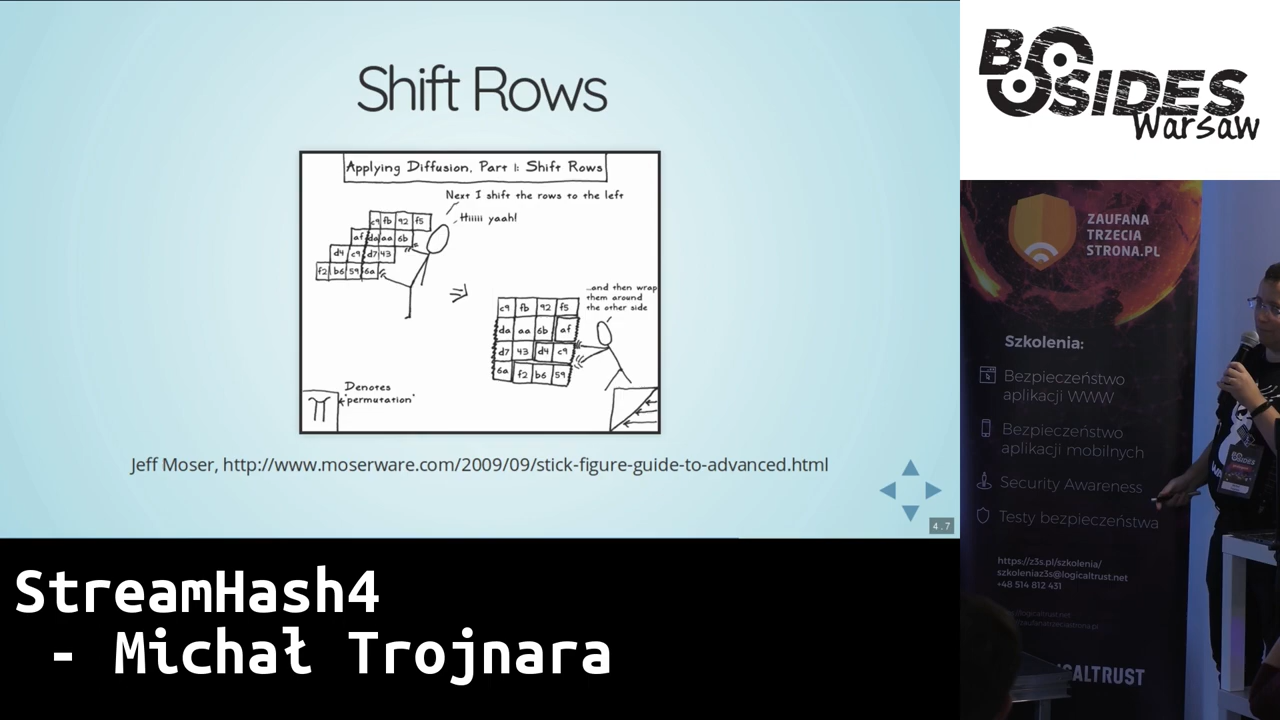 Shift Rows
Applying Diffusion, Part 1: Shift Rows
Next I shift the rows to the left
Hiiiii yaah!
c9 fb 92 f5
af da aa 6b
d4 c9 d7 43
f2 b6 59 6a
...and then wrap
them around
the other side
c9 fb 92 f5
da aa 6b af
d7 43 d4 c9
6a f2 b6 59
Denotes
'permutation'
Jeff Moser, http://www.moserware.com/2009/09/stick-figure-guide-to-advanced.html
4.7
StreamHash4
- Michał Trojnara
BSIDES
Warsaw
ZAUFANA
TRZECIA
STRONA.PL
Szkolenia:
Bezpieczeństwo
aplikacji WWW
Bezpieczeństwo
aplikacji mobilnych
Security Awareness
Testy bezpieczeństwa
https://z3s.pl/szkolenia/
szkoleniaz3s@logicaltrust.net
+48 514 812 431
BSIDES